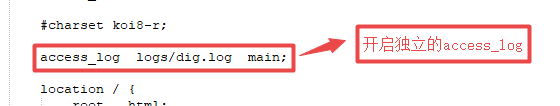 #charset koi8-r;
access_log  logs/dig.log  main;
开启独立的access_log
location / {
root   html;